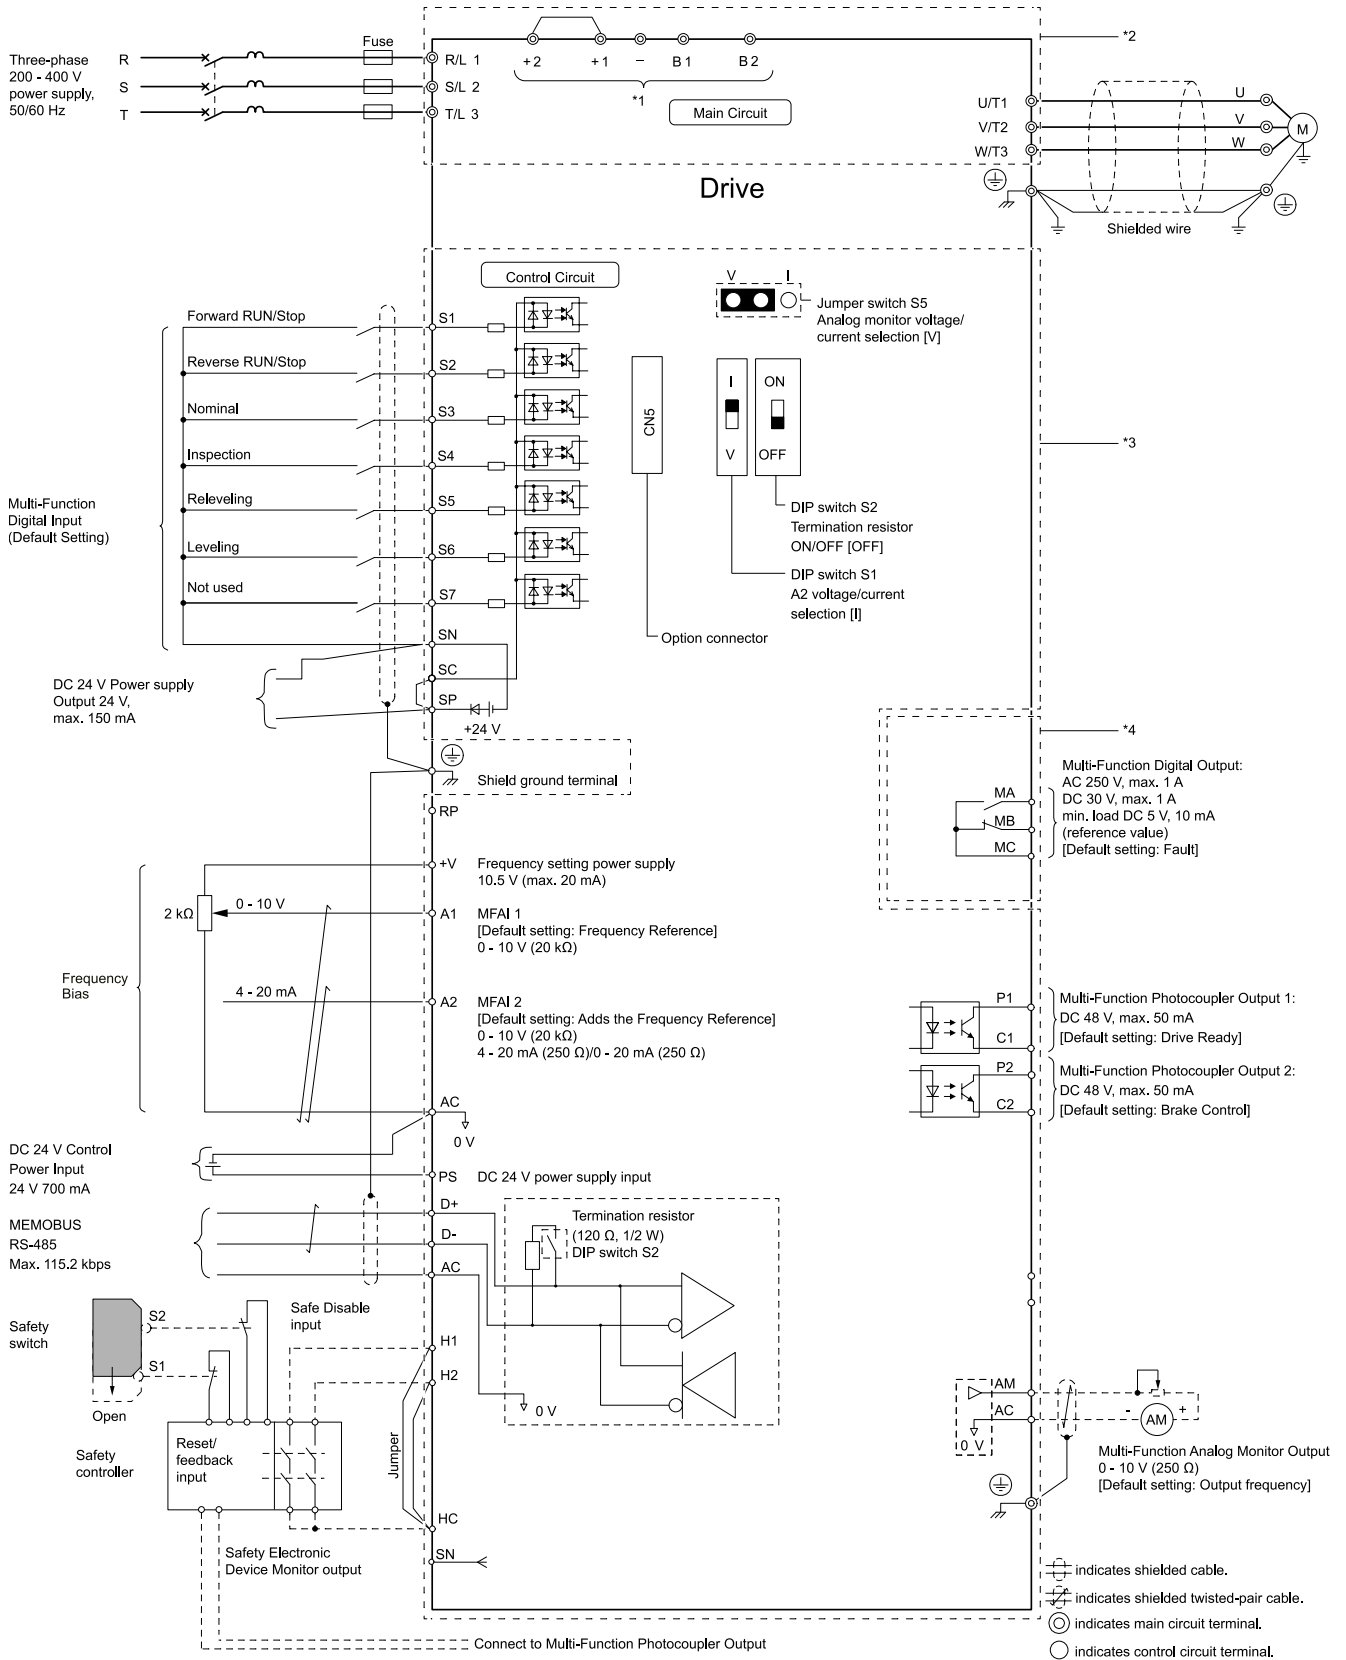 Three-phase
200 - 400 V
power supply,
50/60 Hz
R
S
T
Fuse
R/L 1
S/L 2
T/L 3
+2
+1
−
B 1
B 2
*1
Main Circuit
*2
U/T1
V/T2
W/T3
U
V
W
M
Drive
Shielded wire
Control Circuit
V
I
Jumper switch S5
Analog monitor voltage/
current selection [V]
Multi-Function
Digital Input
(Default Setting)
Forward RUN/Stop
S1
Reverse RUN/Stop
S2
Nominal
S3
Inspection
S4
Releveling
S5
Leveling
S6
Not used
S7
SN
SC
SP
+24 V
CN5
Option connector
I
V
ON
OFF
DIP switch S2
Termination resistor
ON/OFF [OFF]
DIP switch S1
A2 voltage/current
selection [I]
*3
DC 24 V Power supply
Output 24 V,
max. 150 mA
Shield ground terminal
*4
MA
MB
MC
Multi-Function Digital Output:
AC 250 V, max. 1 A
DC 30 V, max. 1 A
min. load DC 5 V, 10 mA
(reference value)
[Default setting: Fault]
RP
+V
Frequency setting power supply
10.5 V (max. 20 mA)
2 kΩ
0 - 10 V
A1
MFAI 1
[Default setting: Frequency Reference]
0 - 10 V (20 kΩ)
Frequency
Bias
4 - 20 mA
A2
MFAI 2
[Default setting: Adds the Frequency Reference]
0 - 10 V (20 kΩ)
4 - 20 mA (250 Ω)/0 - 20 mA (250 Ω)
AC
0 V
P1
C1
Multi-Function Photocoupler Output 1:
DC 48 V, max. 50 mA
[Default setting: Drive Ready]
P2
C2
Multi-Function Photocoupler Output 2:
DC 48 V, max. 50 mA
[Default setting: Brake Control]
DC 24 V Control
Power Input
24 V 700 mA
PS
DC 24 V power supply input
MEMOBUS
RS-485
Max. 115.2 kbps
D+
D-
AC
Termination resistor
(120 Ω, 1/2 W)
DIP switch S2
0 V
Safety
switch
S2
S1
Open
Safe Disable
input
H1
H2
Jumper
HC
SN
Safety
controller
Reset/
feedback
input
Safety Electronic
Device Monitor output
Connect to Multi-Function Photocoupler Output
AM
AC
0 V
-
AM
+
Multi-Function Analog Monitor Output
0 - 10 V (250 Ω)
[Default setting: Output frequency]
indicates shielded cable.
indicates shielded twisted-pair cable.
indicates main circuit terminal.
indicates control circuit terminal.